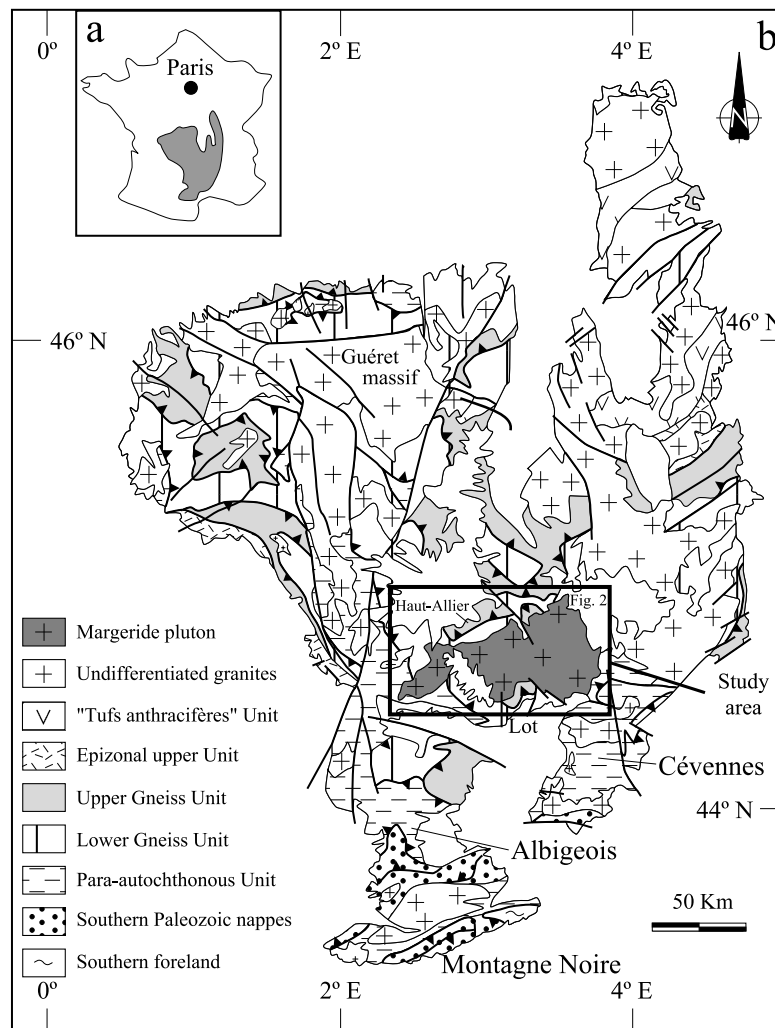 0º
2º E
4º E
a
b
Paris
N
46º N
46º N
Guéret
massif
Haut-Allier
Fig. 2
Margeride pluton
Undifferentiated granites
"Tufs anthracifères" Unit
Epizonal upper Unit
Upper Gneiss Unit
Lower Gneiss Unit
Para-autochthonous Unit
Southern Paleozoic nappes
Southern foreland
Study
area
Lot
Cévennes
44º N
Albigeois
50 Km
Montagne Noire
0º
2º E
4º E